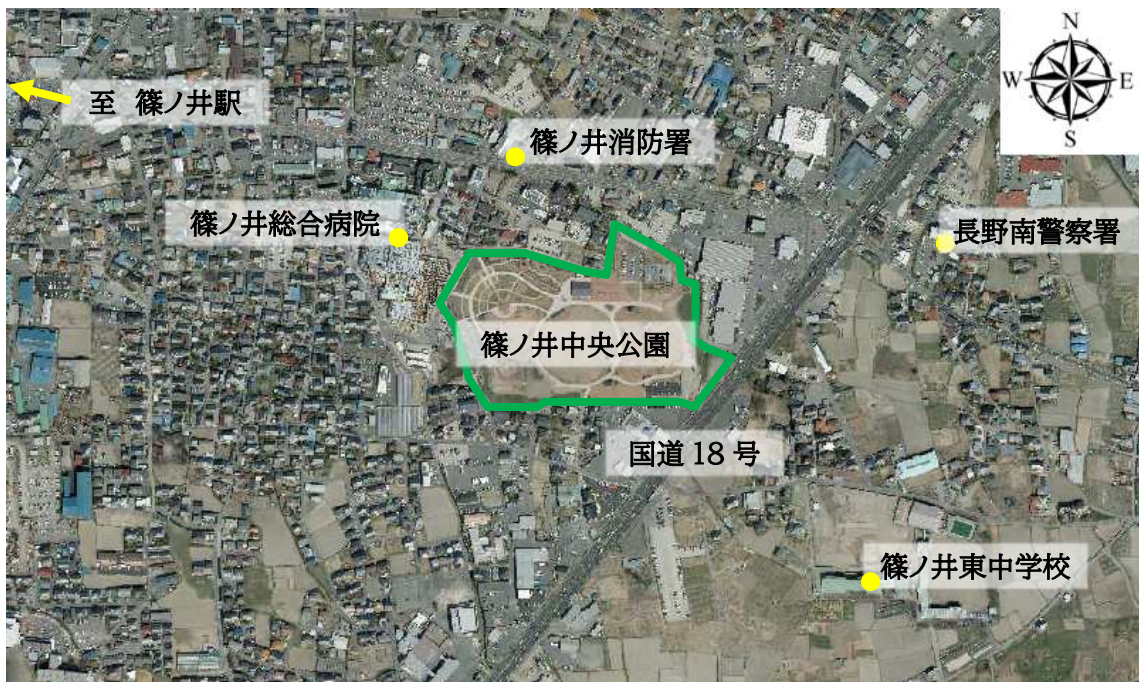 N
W E
S
至 篠ノ井駅
篠ノ井消防署
篠ノ井総合病院
長野南警察署
篠ノ井中央公園
国道 18 号
篠ノ井東中学校